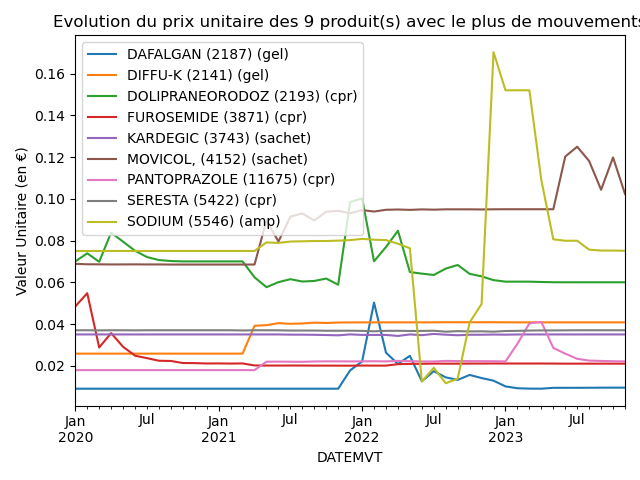 Evolution du prix unitaire des 9 produit(s) avec le plus de mouvements
Valeur Unitaire (en €)
0.16
0.14
0.12
0.10
0.08
0.06
0.04
0.02
DAFALGAN (2187) (gel)
DIFFU-K (2141) (gel)
DOLIPRANEORODOZ (2193) (cpr)
FUROSEMIDE (3871) (cpr)
KARDEGIC (3743) (sachet)
MOVICOL, (4152) (sachet)
PANTOPRAZOLE (11675) (cpr)
SERESTA (5422) (cpr)
SODIUM (5546) (amp)
Jan Jul Jan Jul Jan Jul Jan Jul
2020 2021 2022 2023
DATEMVT